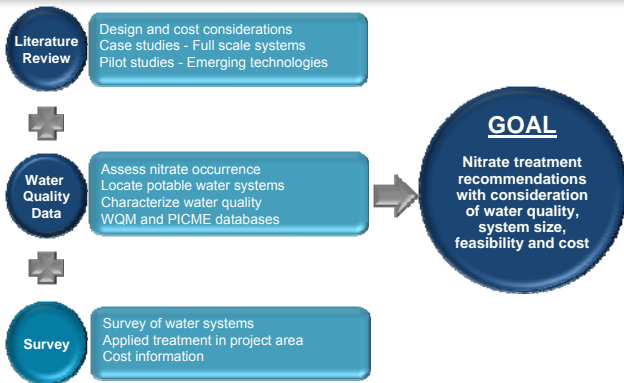 Literature
Review
Design and cost considerations
Case studies - Full scale systems
Pilot studies - Emerging technologies
Water
Quality
Data
Assess nitrate occurrence
Locate potable water systems
Characterize water quality
WQM and PICME databases
Survey
Survey of water systems
Applied treatment in project area
Cost information
GOAL
Nitrate treatment
recommendations
with consideration
of water quality,
system size,
feasibility and cost